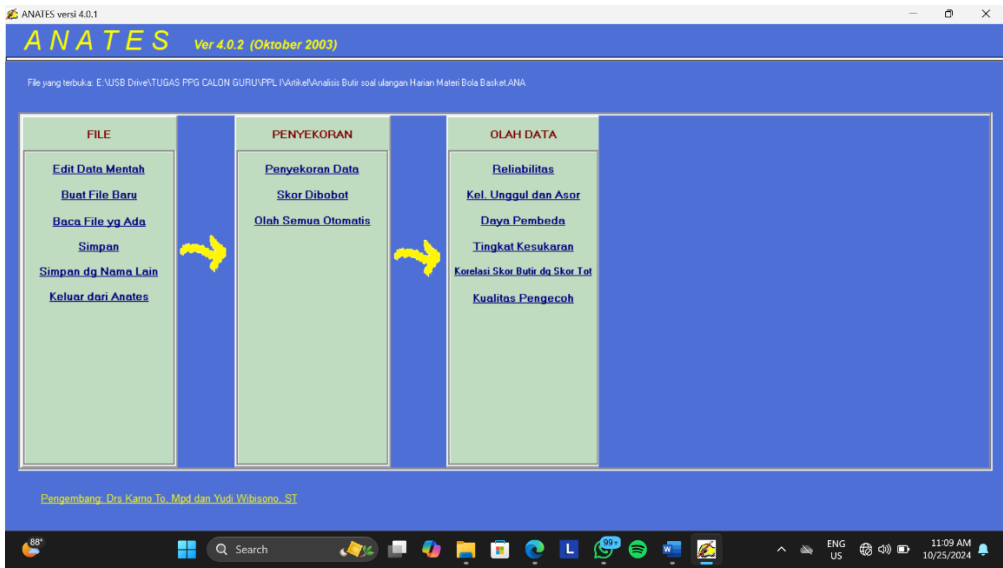 ANATES versi 4.0.1
ANATES Ver 4.0.2 (Oktober 2003)
File yang terbuka: E:\USB Drive\TUGAS PPG CALON GURU\PPL I\Artikel\Analisis Butir soal ulangan Harian Materi Bola Basket.ANA
FILE
Edit Data Mentah
Buat File Baru
Baca File yg Ada
Simpan
Simpan dg Nama Lain
Keluar dari Anates
PENYEKORAN
Penyekoran Data
Skor Dibobot
Olah Semua Otomatis
OLAH DATA
Reliabilitas
Kel. Unggul dan Asor
Daya Pembeda
Tingkat Kesukaran
Korelasi Skor Butir dg Skor Tot
Kualitas Pengecoh
Pengembang: Drs Karno To, Mpd dan Yudi Wibisono, ST
88°
Search
L
99+
ENG
US
11:09 AM
10/25/2024